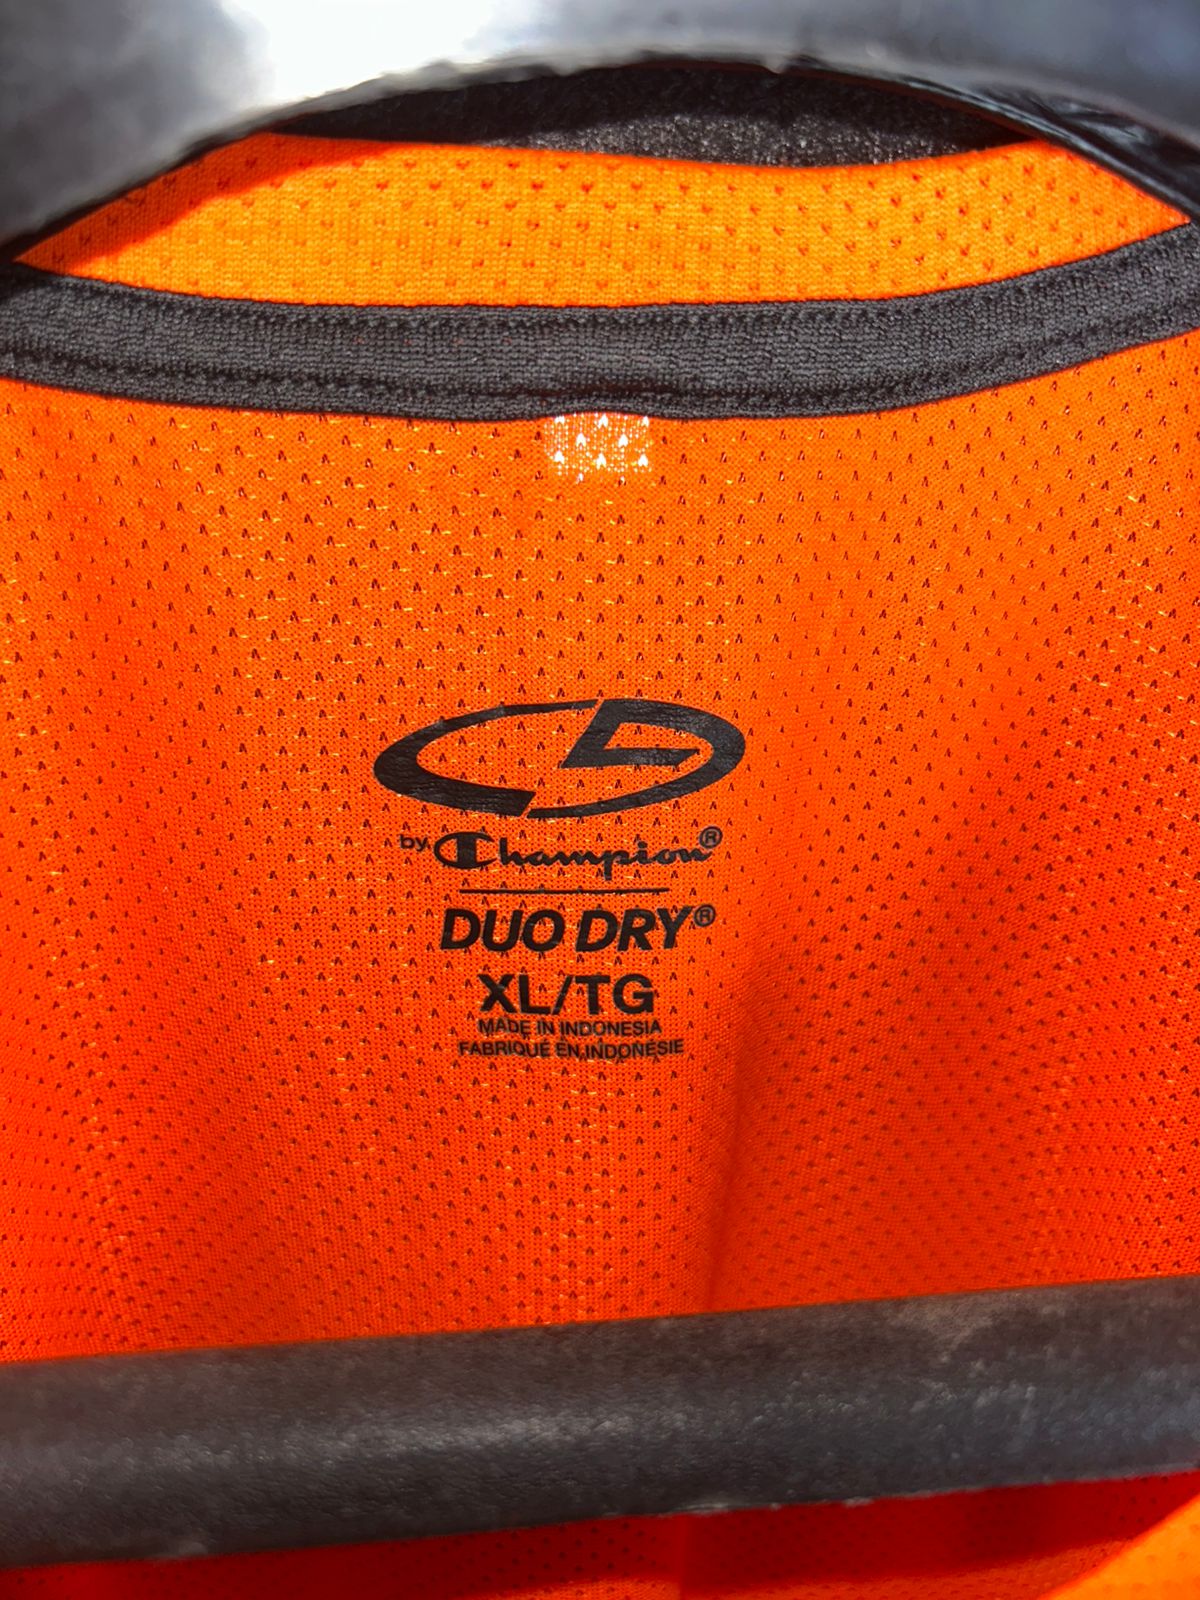 by Champion®
DUO DRY®
XL/TG
MADE IN INDONESIA
FABRIQUÉ EN INDONÉSIE